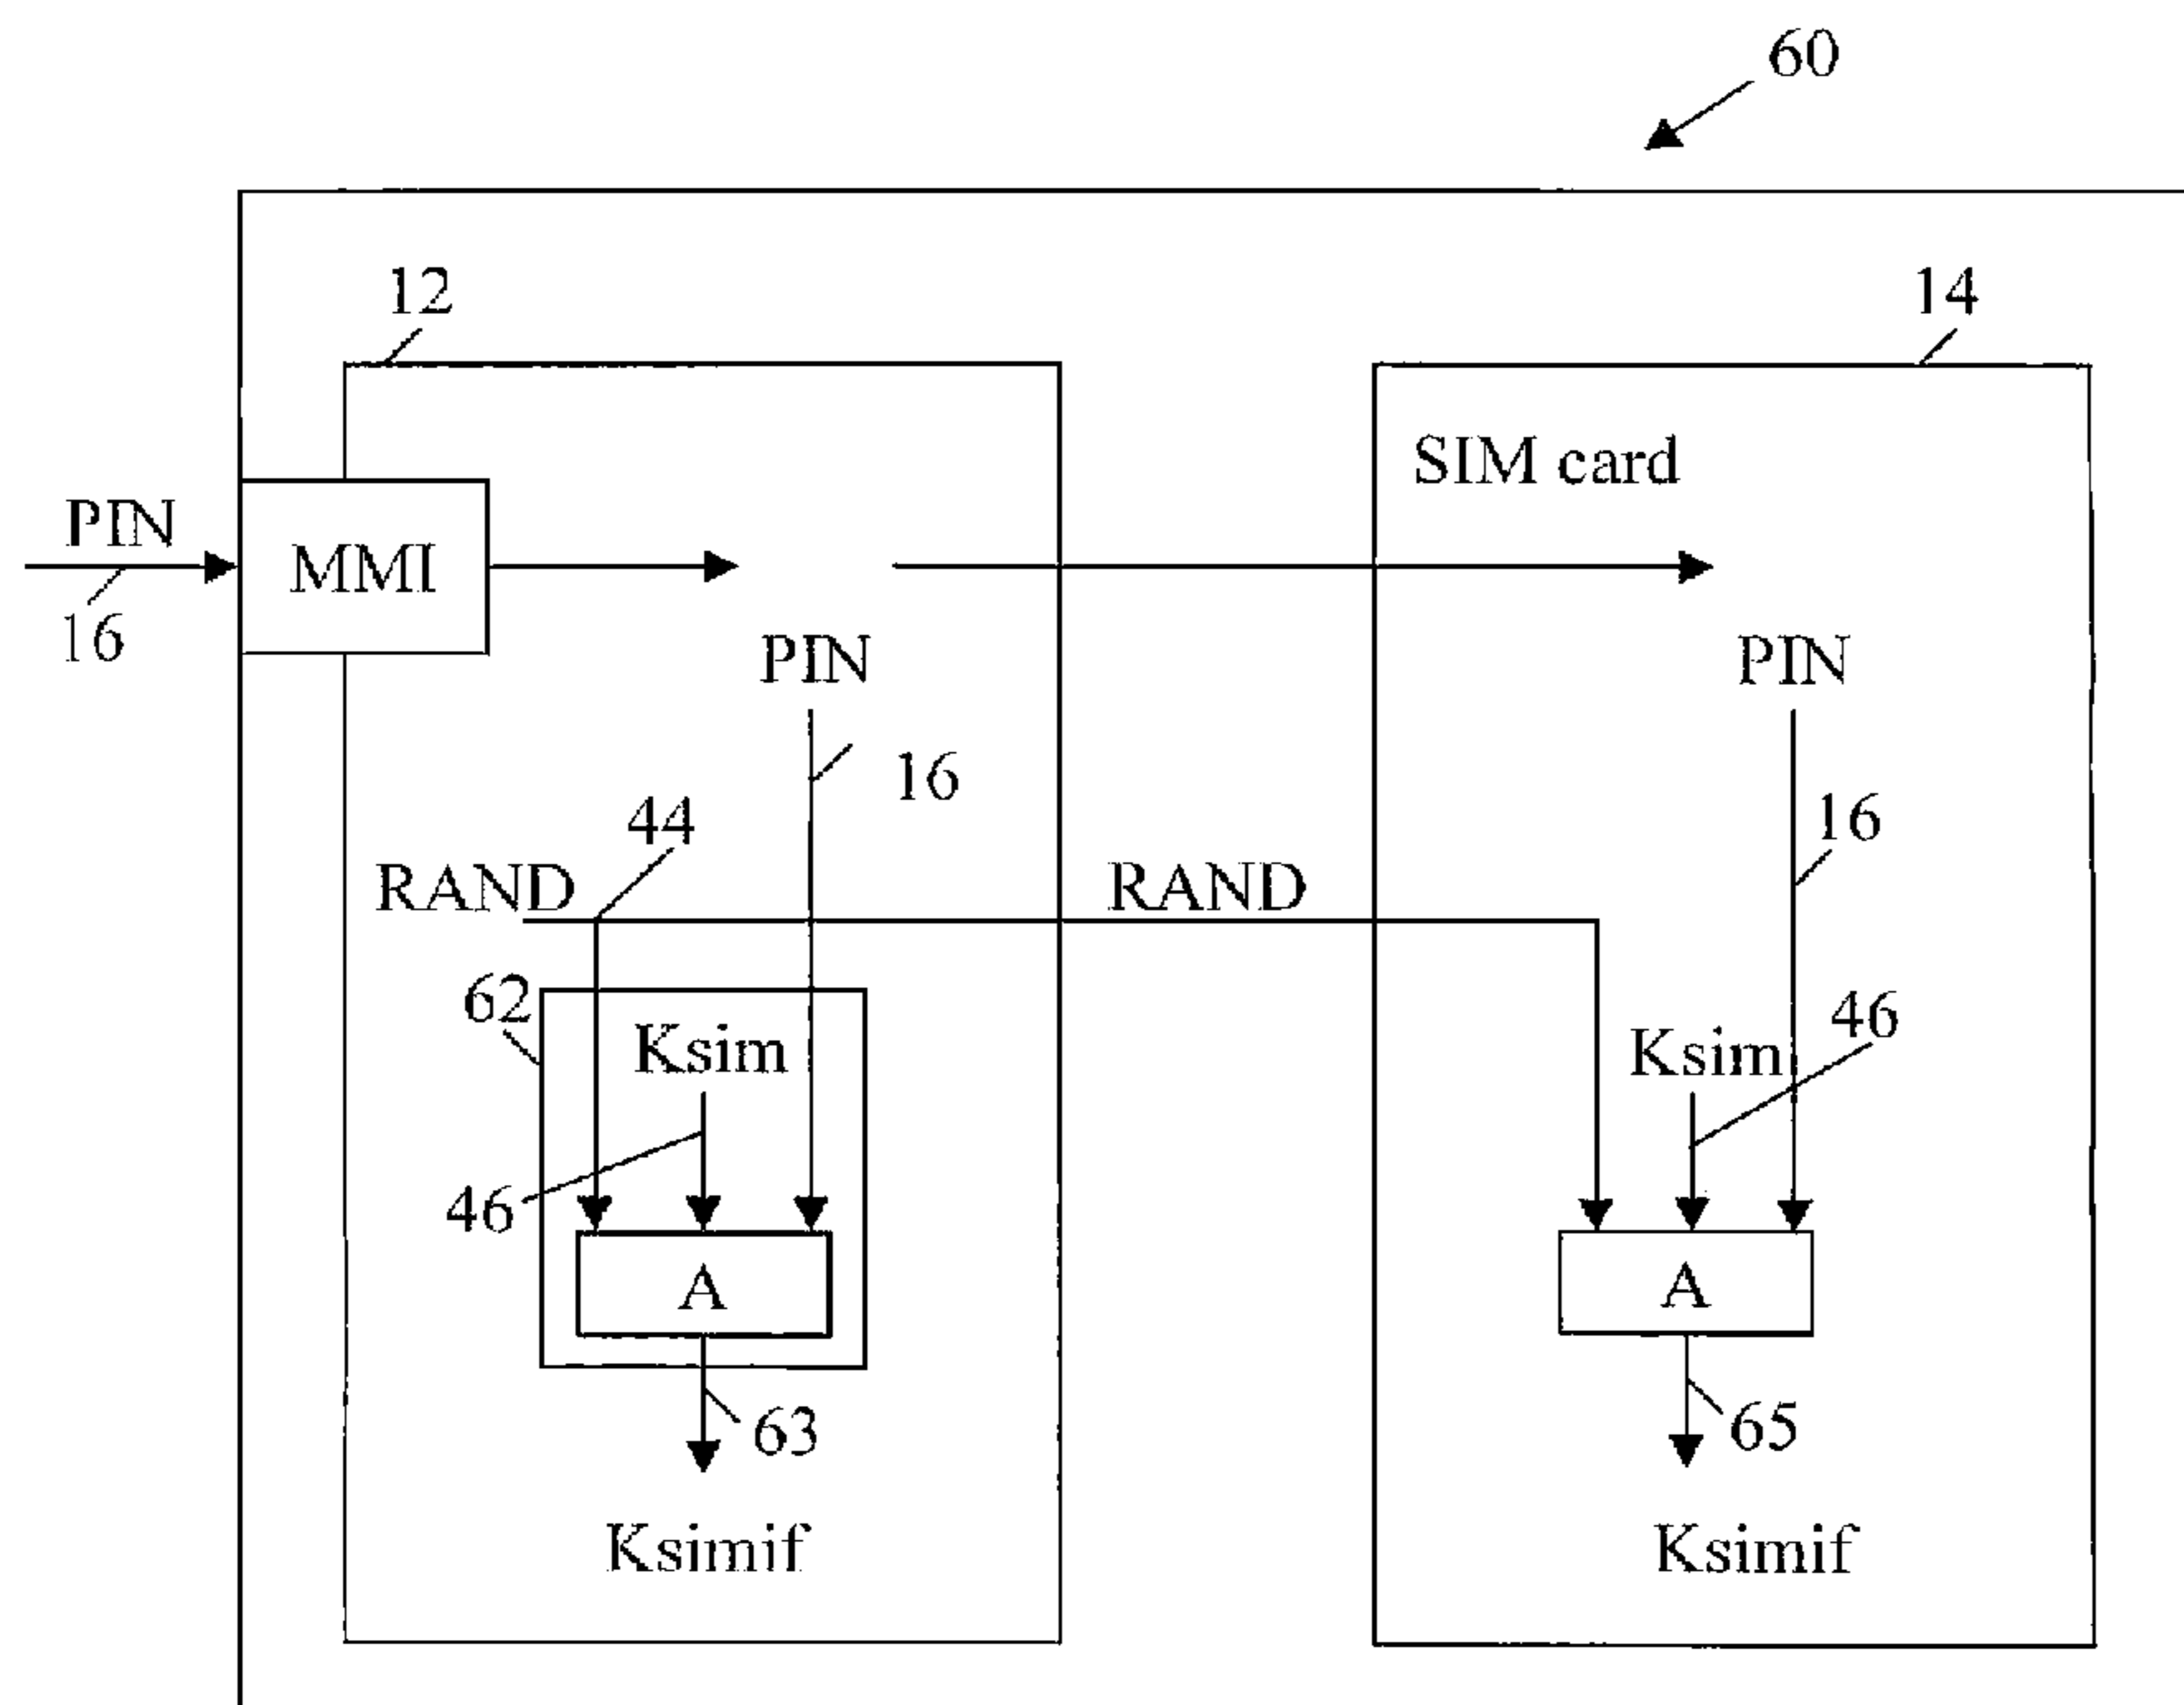 60
12
14
SIM card
PIN
MMI
16
PIN
PIN
16
44
16
RAND
RAND
62
Ksim
46
Ksim
46
A
A
63
65
Ksimif
Ksimif